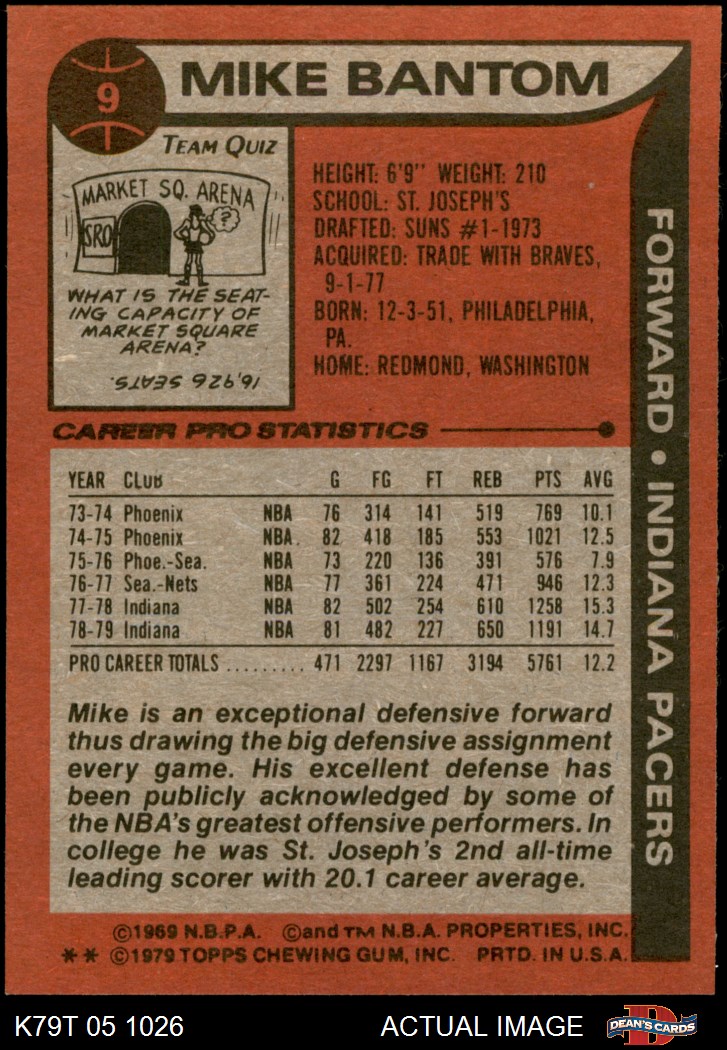 9
MIKE BANTOM
TEAM QUIZ
MARKET SQ. ARENA
SRO
?
WHAT IS THE SEAT-
ING CAPACITY OF
MARKET SQUARE
ARENA?
16,926 SEATS.
HEIGHT: 6'9" WEIGHT: 210
SCHOOL: ST. JOSEPH'S
DRAFTED: SUNS #1-1973
ACQUIRED: TRADE WITH BRAVES,
9-1-77
BORN: 12-3-51, PHILADELPHIA,
PA.
HOME: REDMOND, WASHINGTON
FORWARD • INDIANA PACERS
CAREER PRO STATISTICS
YEAR CLUB G FG FT REB PTS AVG
73-74 Phoenix NBA 76 314 141 519 769 10.1
74-75 Phoenix NBA. 82 418 185 553 1021 12.5
75-76 Phoe.-Sea. NBA 73 220 136 391 576 7.9
76-77 Sea.-Nets NBA 77 361 224 471 946 12.3
77-78 Indiana NBA 82 502 254 610 1258 15.3
78-79 Indiana NBA 81 482 227 650 1191 14.7
PRO CAREER TOTALS ......... 471 2297 1167 3194 5761 12.2
Mike is an exceptional defensive forward
thus drawing the big defensive assignment
every game. His excellent defense has
been publicly acknowledged by some of
the NBA's greatest offensive performers. In
college he was St. Joseph's 2nd all-time
leading scorer with 20.1 career average.
©1969 N.B.P.A. ©and TM N.B.A. PROPERTIES, INC.
** ©1979 TOPPS CHEWING GUM, INC. PRTD. IN U.S.A.
K79T 05 1026 ACTUAL IMAGE D DEAN'S CARDS